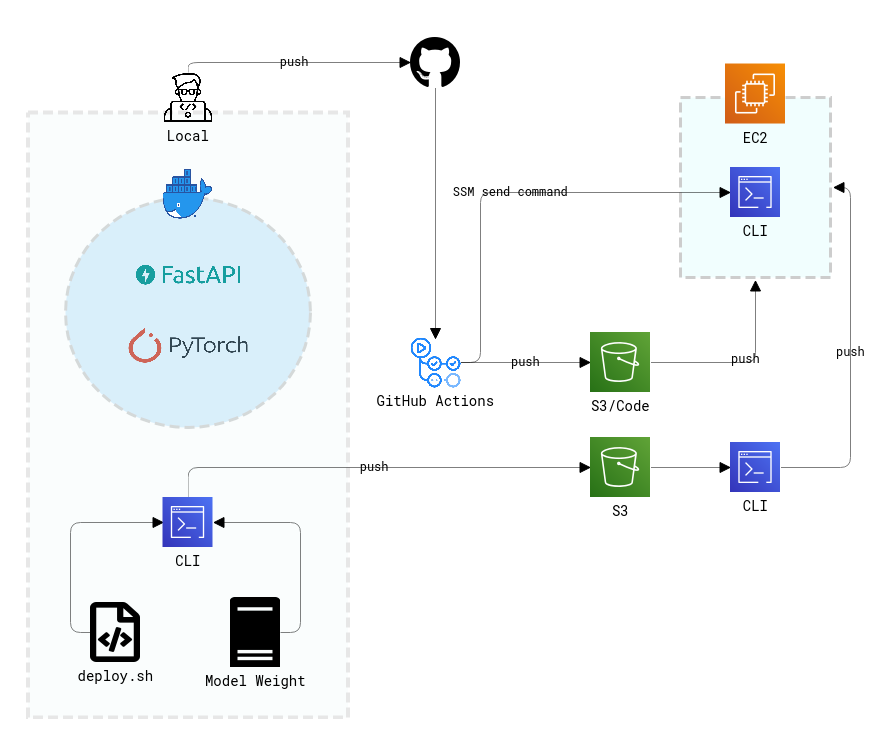 push
Local
EC2
SSM send command
CLI
FastAPI
PyTorch
push
push
push
GitHub Actions
S3/Code
push
S3
CLI
CLI
deploy.sh
Model Weight